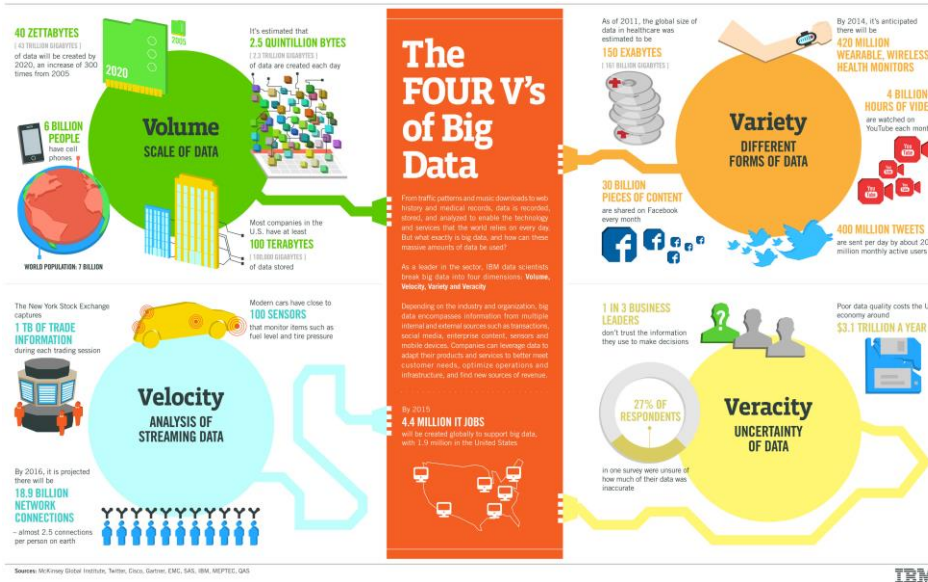 40 ZETTABYTES
[ 43 TRILLION GIGABYTES ]
of data will be created by
2020, an increase of 300
times from 2005
2020
2005
It's estimated that
2.5 QUINTILLION BYTES
[ 2.3 TRILLION GIGABYTES ]
of data are created each day
6 BILLION
PEOPLE
have cell
phones
WORLD POPULATION: 7 BILLION
Volume
SCALE OF DATA
Most companies in the
U.S. have at least
100 TERABYTES
[ 100,000 GIGABYTES ]
of data stored
The New York Stock Exchange
captures
1 TB OF TRADE
INFORMATION
during each trading session
Modern cars have close to
100 SENSORS
that monitor items such as
fuel level and tire pressure
Velocity
ANALYSIS OF
STREAMING DATA
By 2016, it is projected
there will be
18.9 BILLION
NETWORK
CONNECTIONS
– almost 2.5 connections
per person on earth
The
FOUR V's
of Big
Data
From traffic patterns and music downloads to web
history and medical records, data is recorded,
stored, and analyzed to enable the technology
and services that the world relies on every day.
But what exactly is big data, and how can these
massive amounts of data be used?
As a leader in the sector, IBM data scientists
break big data into four dimensions: Volume,
Velocity, Variety and Veracity
Depending on the industry and organization, big
data encompasses information from multiple
internal and external sources such as transactions,
social media, enterprise content, sensors and
mobile devices. Companies can leverage data to
adapt their products and services to better meet
customer needs, optimize operations and
infrastructure, and find new sources of revenue.
By 2015
4.4 MILLION IT JOBS
will be created globally to support big data,
with 1.9 million in the United States
As of 2011, the global size of
data in healthcare was
estimated to be
150 EXABYTES
[ 161 BILLION GIGABYTES ]
By 2014, it's anticipated
there will be
420 MILLION
WEARABLE, WIRELESS
HEALTH MONITORS
4 BILLION
HOURS OF VIDE
are watched on
YouTube each mont
You
Tube
You
Tube
You
Tube
You
Tube
Variety
DIFFERENT
FORMS OF DATA
30 BILLION
PIECES OF CONTENT
are shared on Facebook
every month
400 MILLION TWEETS
are sent per day by about 20
million monthly active users
1 IN 3 BUSINESS
LEADERS
don't trust the information
they use to make decisions
?
Poor data quality costs the U
economy around
$3.1 TRILLION A YEAR
27% OF
RESPONDENTS
in one survey were unsure of
how much of their data was
inaccurate
Veracity
UNCERTAINTY
OF DATA
Sources: McKinsey Global Institute, Twitter, Cisco, Gartner, EMC, SAS, IBM, MEPTEC, QAS
IBM